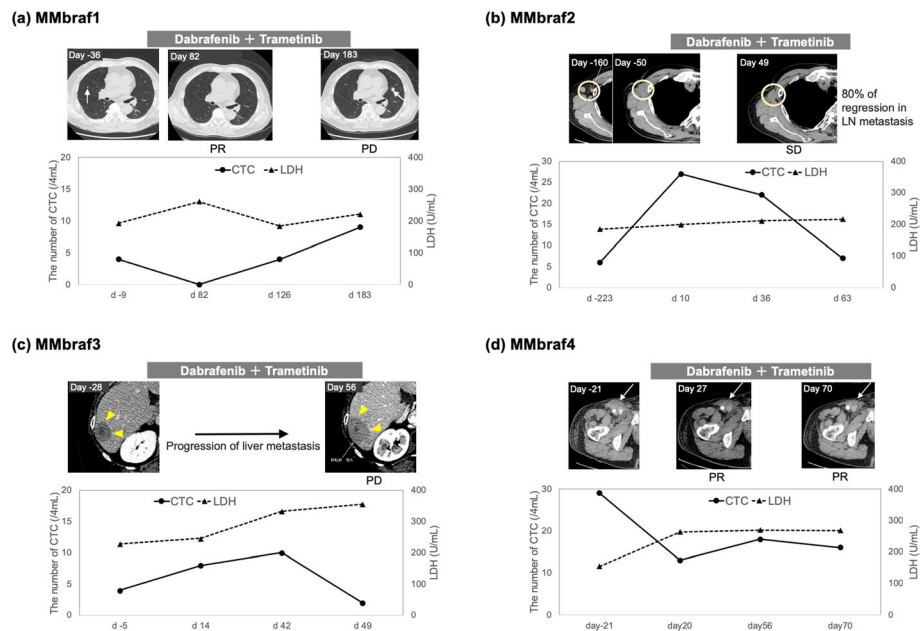 (a) MMbraf1
Dabrafenib + Trametinib
Day -36
Day 82
Day 183
PR
PD
CTC
LDH
The number of CTC (/4mL)
20
15
10
5
0
LDH (U/mL)
400
300
200
100
0
d -9
d 82
d 126
d 183
(b) MMbraf2
Dabrafenib + Trametinib
Day -160
Day -50
Day 49
80% of
regression in
LN metastasis
SD
CTC
LDH
The number of CTC (/4mL)
30
25
20
15
10
5
0
LDH (U/mL)
400
300
200
100
0
d -223
d 10
d 36
d 63
(c) MMbraf3
Dabrafenib + Trametinib
Day -28
Progression of liver metastasis
Day 56
PD
CTC
LDH
The number of CTC (/4mL)
20
15
10
5
0
LDH (U/mL)
400
300
200
100
0
d -5
d 14
d 42
d 49
(d) MMbraf4
Dabrafenib + Trametinib
Day -21
Day 27
Day 70
PR
PR
CTC
LDH
The number of CTC (/4mL)
30
20
10
0
LDH (U/mL)
400
300
200
100
0
day-21
day20
day56
day70